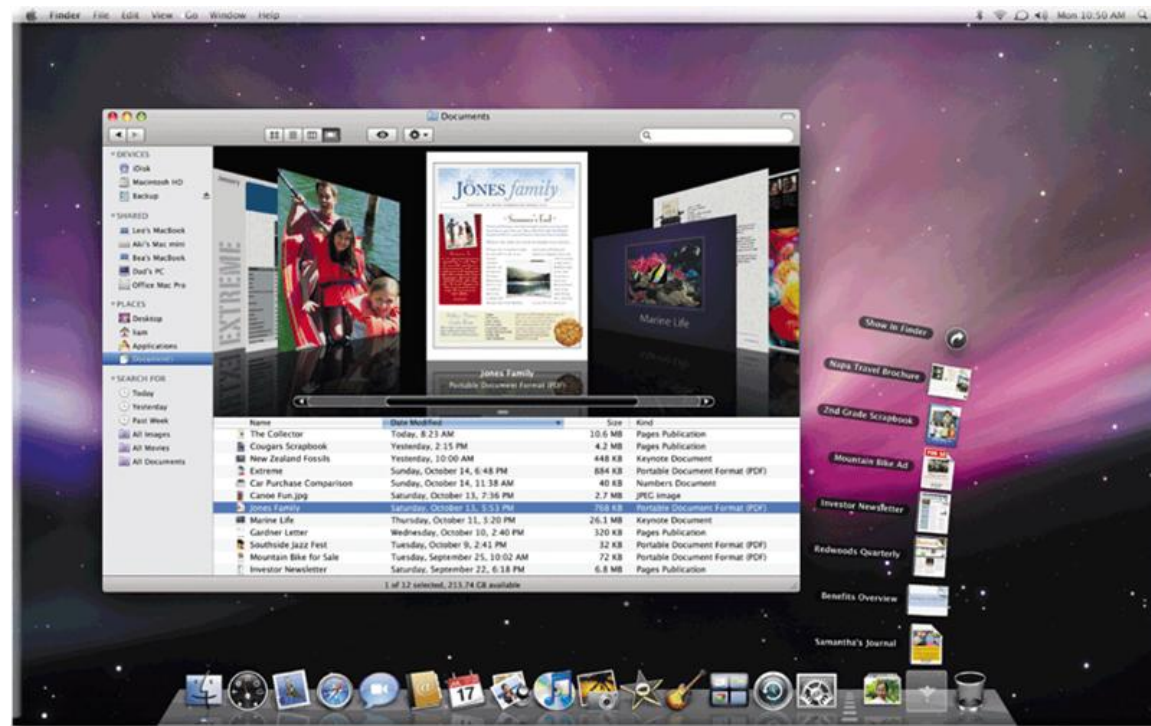 Finder File Edit View Go Window Help Mon 10:50 AM
Documents
DEVICES
iDisk
Macintosh HD
Backup
SHARED
Lee's MacBook
Aki's Mac mini
Bea's MacBook
Dad's PC
Office Mac Pro
PLACES
Desktop
liam
Applications
Documents
SEARCH FOR
Today
Yesterday
Past Week
All Images
All Movies
All Documents
January
EXTREME
the JONES family
Summer's End
Marine Life
Jones Family
Portable Document Format (PDF)
Name Date Modified Size Kind
The Collector Today, 8:23 AM 10.6 MB Pages Publication
Cougars Scrapbook Yesterday, 2:15 PM 4.2 MB Pages Publication
New Zealand Fossils Yesterday, 10:00 AM 448 KB Keynote Document
Extreme Sunday, October 14, 6:48 PM 884 KB Portable Document Format (PDF)
Car Purchase Comparison Sunday, October 14, 11:38 AM 40 KB Numbers Document
Canoe Fun.jpg Saturday, October 13, 7:36 PM 2.7 MB JPEG image
Jones Family Saturday, October 13, 5:53 PM 768 KB Portable Document Format (PDF)
Marine Life Thursday, October 11, 3:20 PM 26.1 MB Keynote Document
Gardner Letter Wednesday, October 10, 2:40 PM 320 KB Pages Publication
Southside Jazz Fest Tuesday, October 9, 2:41 PM 32 KB Portable Document Format (PDF)
Mountain Bike for Sale Tuesday, September 25, 10:02 AM 72 KB Portable Document Format (PDF)
Investor Newsletter Saturday, September 22, 6:18 PM 6.8 MB Pages Publication
1 of 12 selected, 213.74 GB available
Show in Finder
Napa Travel Brochure
2nd Grade Scrapbook
Mountain Bike Ad
FOR SA
PDF
Investor Newsletter
Redwoods Quarterly
Benefits Overview
Samantha's Journal
JUL
17